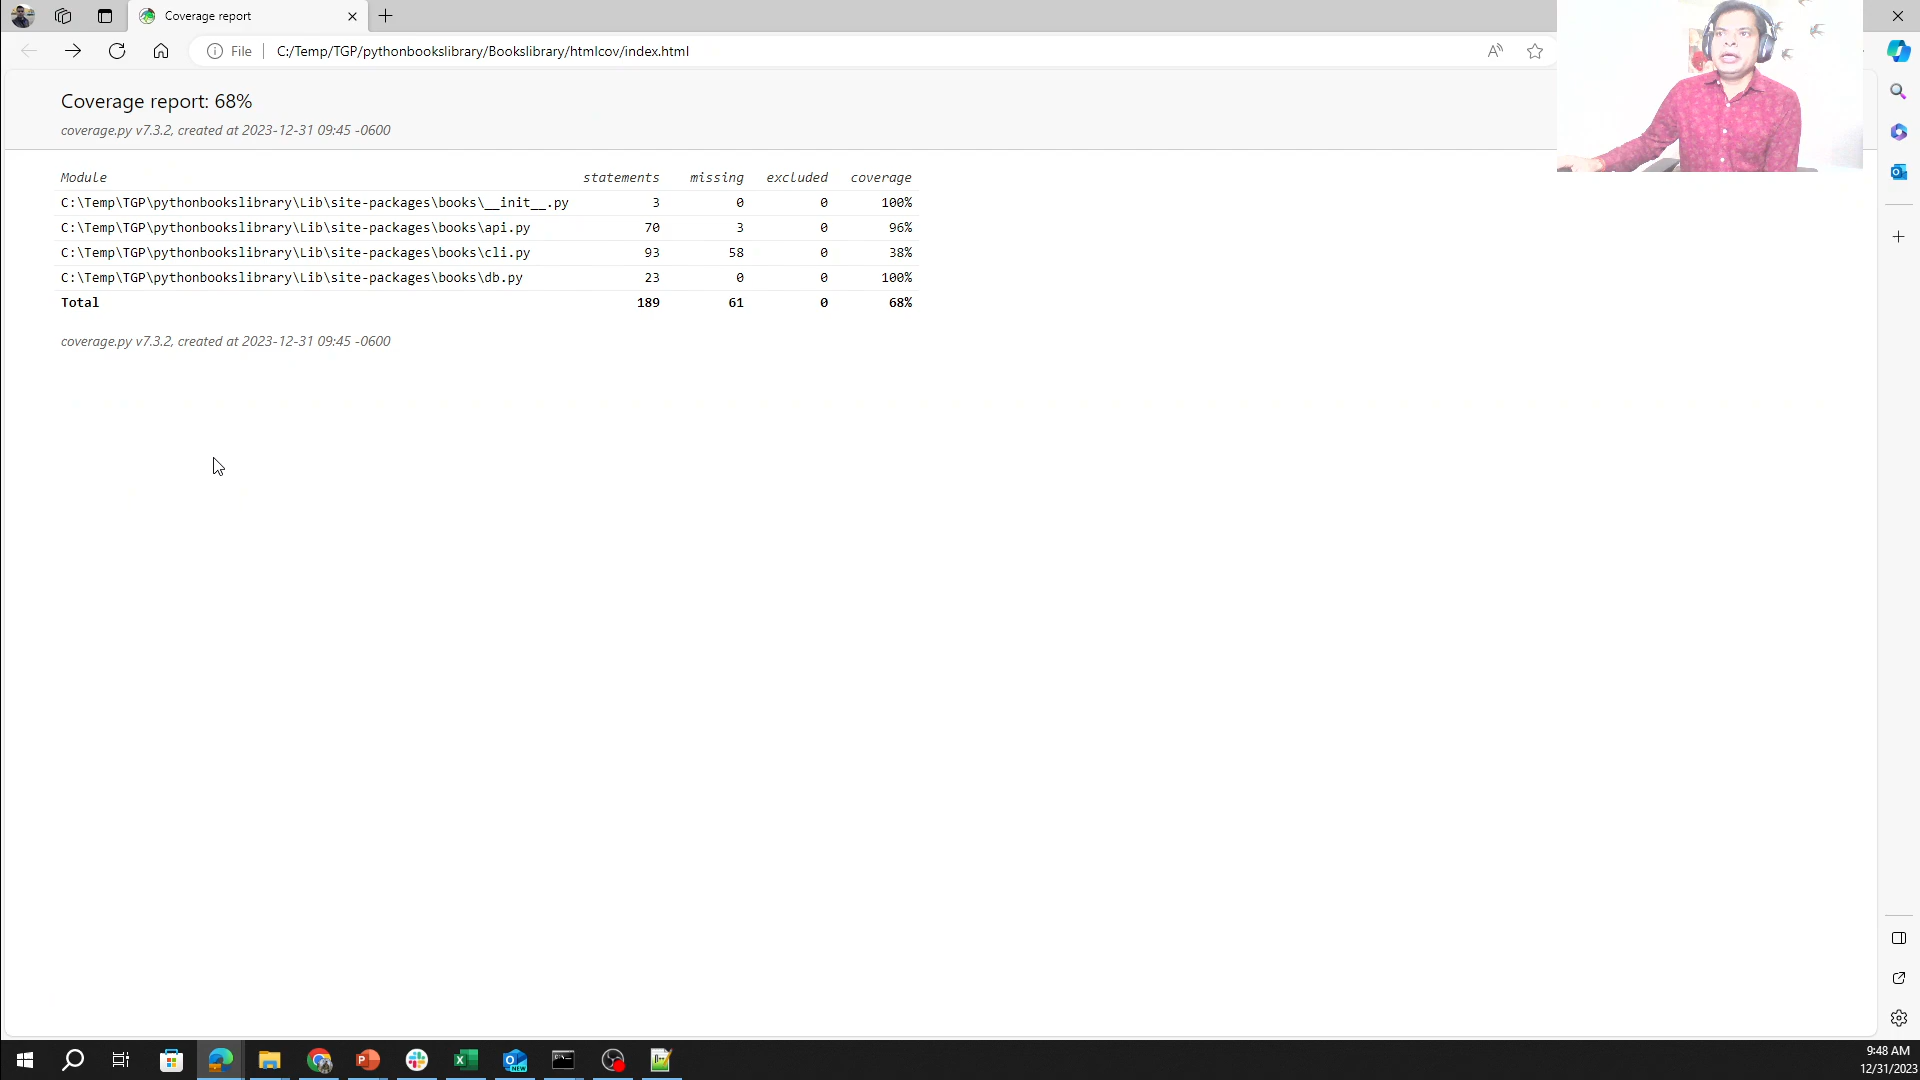 Coverage report
File
C:/Temp/TGP/pythonbookslibrary/Bookslibrary/htmlcov/index.html
Coverage report: 68%
coverage.py v7.3.2, created at 2023-12-31 09:45 -0600
Module statements missing excluded coverage
C:\Temp\TGP\pythonbookslibrary\Lib\site-packages\books\__init__.py 3 0 0 100%
C:\Temp\TGP\pythonbookslibrary\Lib\site-packages\books\api.py 70 3 0 96%
C:\Temp\TGP\pythonbookslibrary\Lib\site-packages\books\cli.py 93 58 0 38%
C:\Temp\TGP\pythonbookslibrary\Lib\site-packages\books\db.py 23 0 0 100%
Total 189 61 0 68%
coverage.py v7.3.2, created at 2023-12-31 09:45 -0600
9:48 AM
12/31/2023